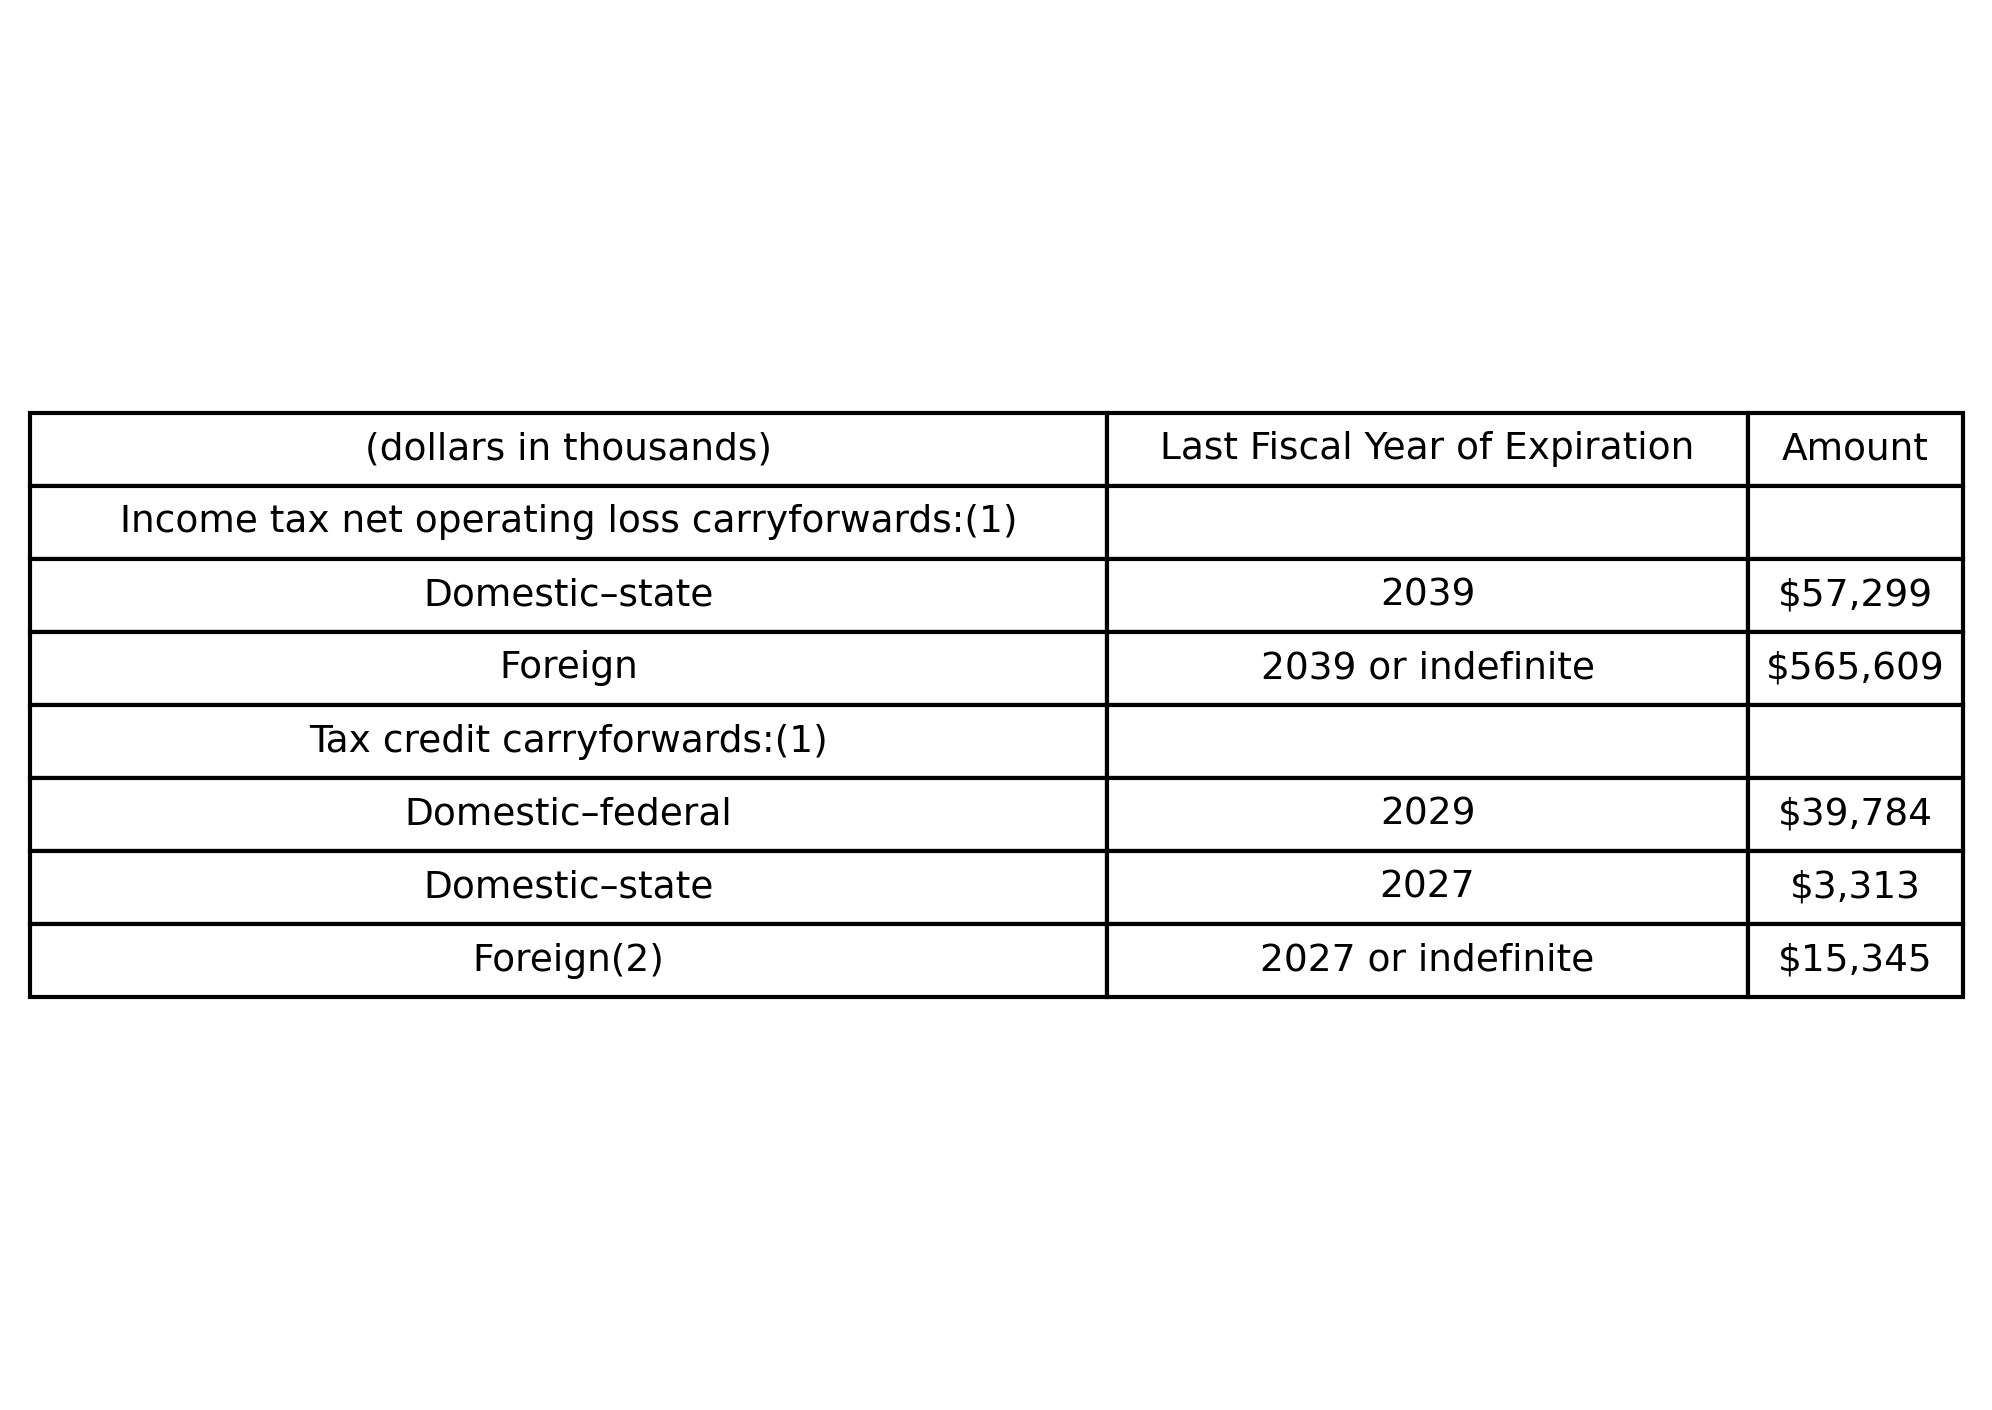 (dollars in thousands) Last Fiscal Year of Expiration Amount
Income tax net operating loss carryforwards:(1)
Domestic–state 2039 $57,299
Foreign 2039 or indefinite $565,609
Tax credit carryforwards:(1)
Domestic–federal 2029 $39,784
Domestic–state 2027 $3,313
Foreign(2) 2027 or indefinite $15,345